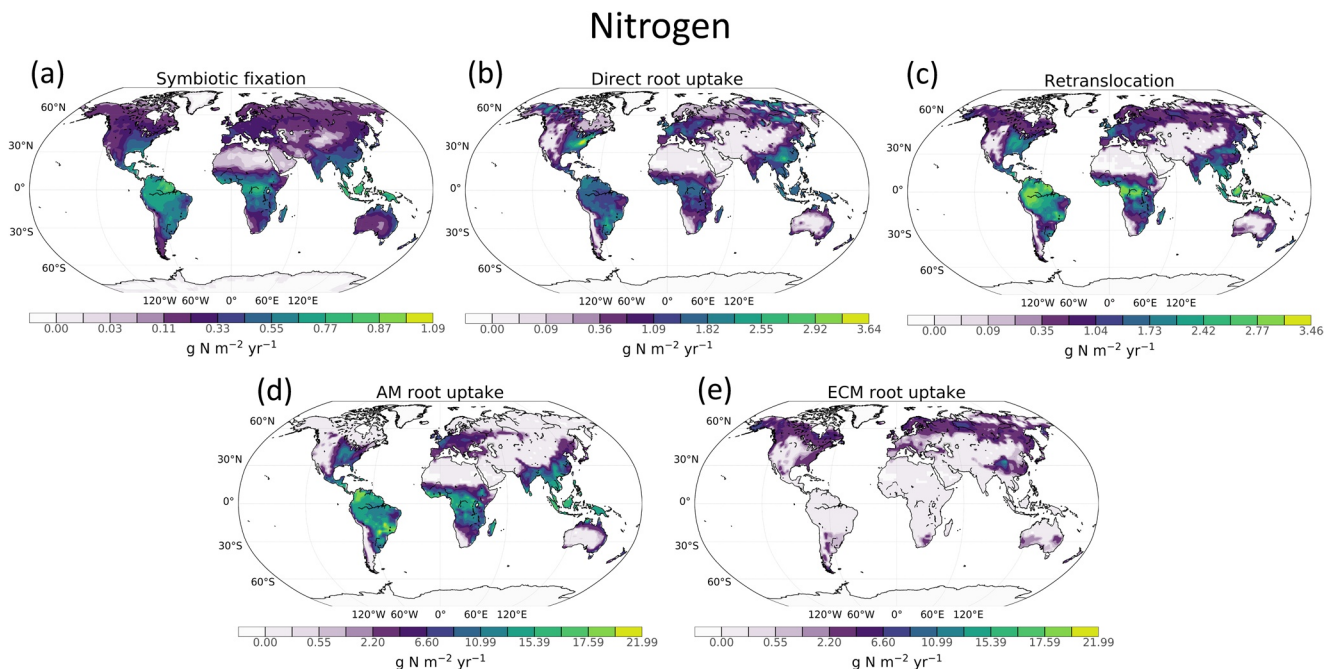 Nitrogen
(a)
Symbiotic fixation
60°N
30°N
0°
30°S
60°S
120°W 60°W 0° 60°E 120°E
0.00 0.03 0.11 0.33 0.55 0.77 0.87 1.09
g N m⁻² yr⁻¹
(b)
Direct root uptake
60°N
30°N
0°
30°S
60°S
120°W 60°W 0° 60°E 120°E
0.00 0.09 0.36 1.09 1.82 2.55 2.92 3.64
g N m⁻² yr⁻¹
(c)
Retranslocation
60°N
30°N
0°
30°S
60°S
120°W 60°W 0° 60°E 120°E
0.00 0.09 0.35 1.04 1.73 2.42 2.77 3.46
g N m⁻² yr⁻¹
(d)
AM root uptake
60°N
30°N
0°
30°S
60°S
120°W 60°W 0° 60°E 120°E
0.00 0.55 2.20 6.60 10.99 15.39 17.59 21.99
g N m⁻² yr⁻¹
(e)
ECM root uptake
60°N
30°N
0°
30°S
60°S
120°W 60°W 0° 60°E 120°E
0.00 0.55 2.20 6.60 10.99 15.39 17.59 21.99
g N m⁻² yr⁻¹